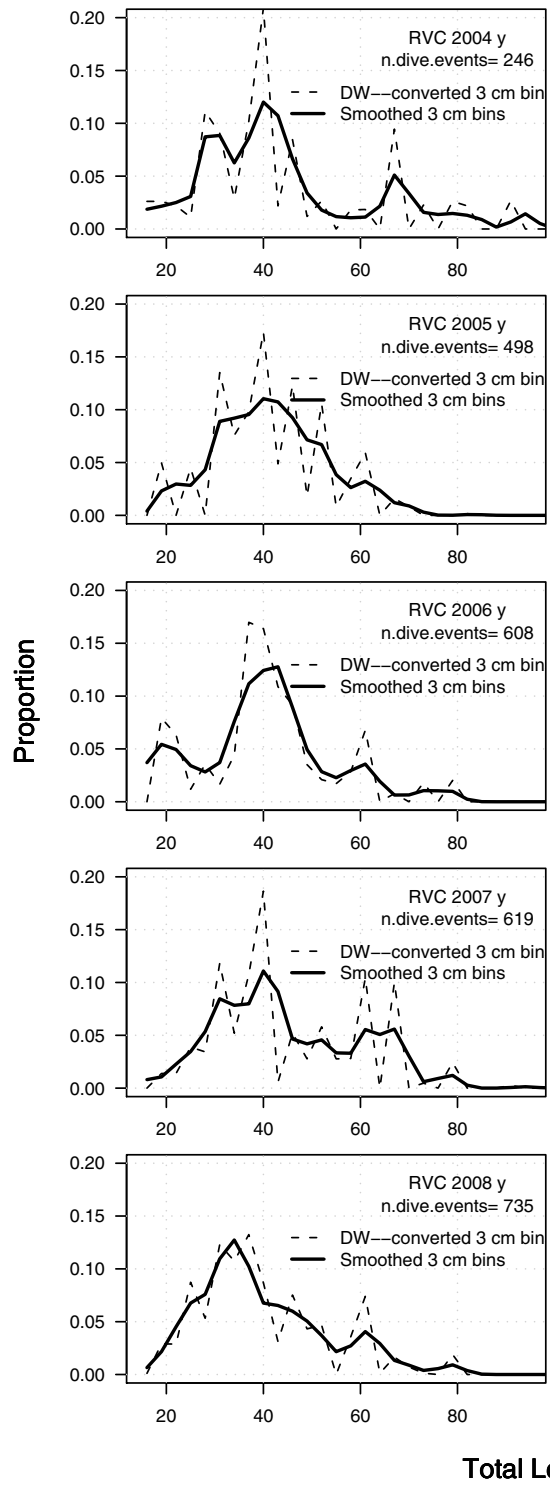 Proportion
0.20
RVC 2004 y
n.dive.events= 246
0.15
DW−−converted 3 cm bin
0.10
Smoothed 3 cm bins
0.05
0.00
20 40 60 80
0.20
RVC 2005 y
n.dive.events= 498
0.15
DW−−converted 3 cm bin
0.10
Smoothed 3 cm bins
0.05
0.00
20 40 60 80
0.20
RVC 2006 y
n.dive.events= 608
0.15
DW−−converted 3 cm bin
0.10
Smoothed 3 cm bins
0.05
0.00
20 40 60 80
0.20
RVC 2007 y
n.dive.events= 619
0.15
DW−−converted 3 cm bin
0.10
Smoothed 3 cm bins
0.05
0.00
20 40 60 80
0.20
RVC 2008 y
n.dive.events= 735
0.15
DW−−converted 3 cm bin
0.10
Smoothed 3 cm bins
0.05
0.00
20 40 60 80
Total